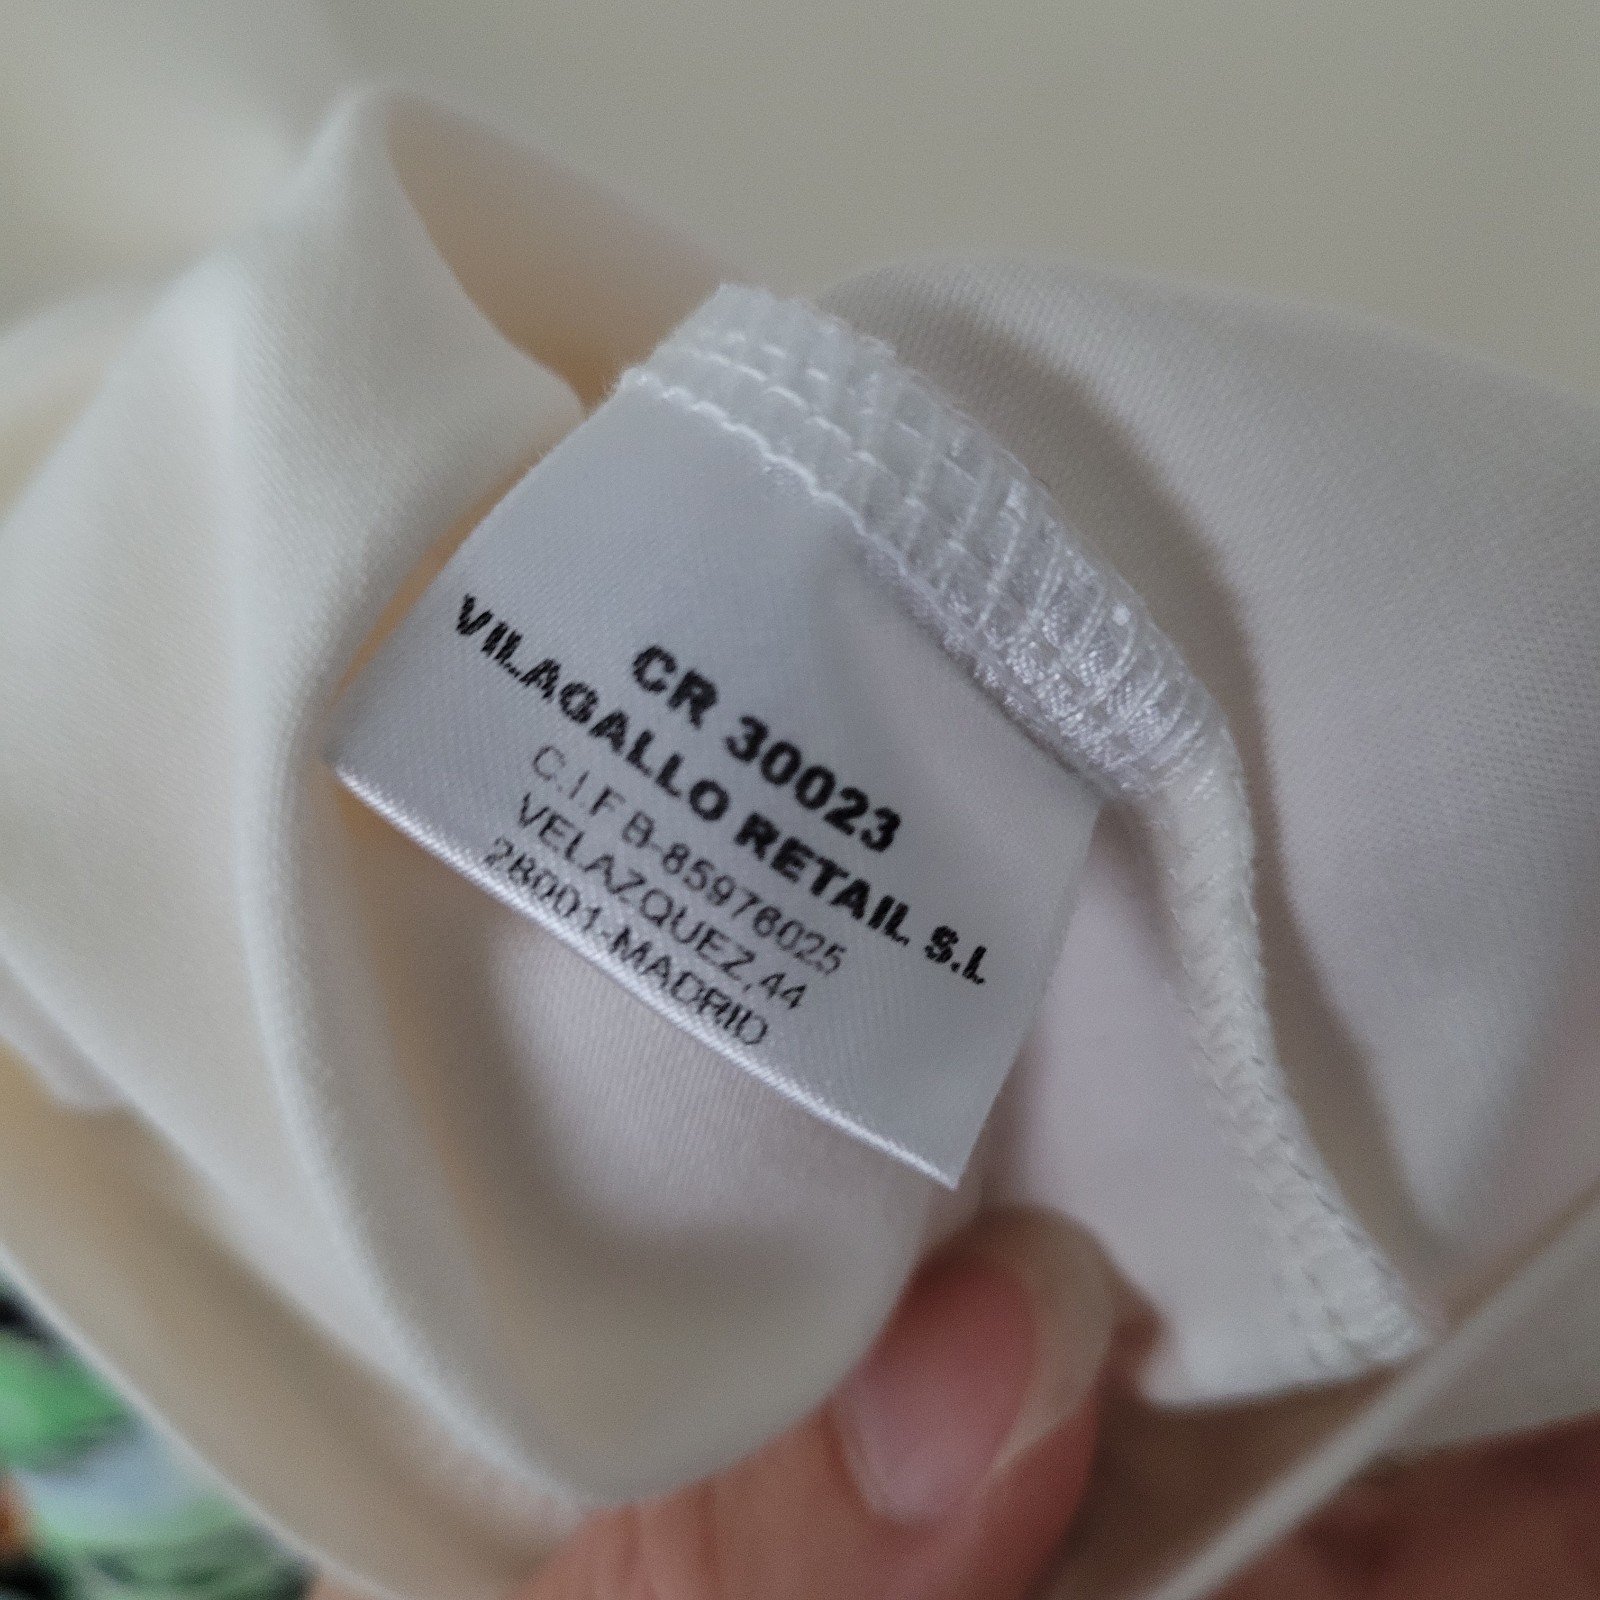 CR 30023
VILAGALLO RETAIL S.L
C.I.F B-85976025
VELAZQUEZ,44
28001-MADRID